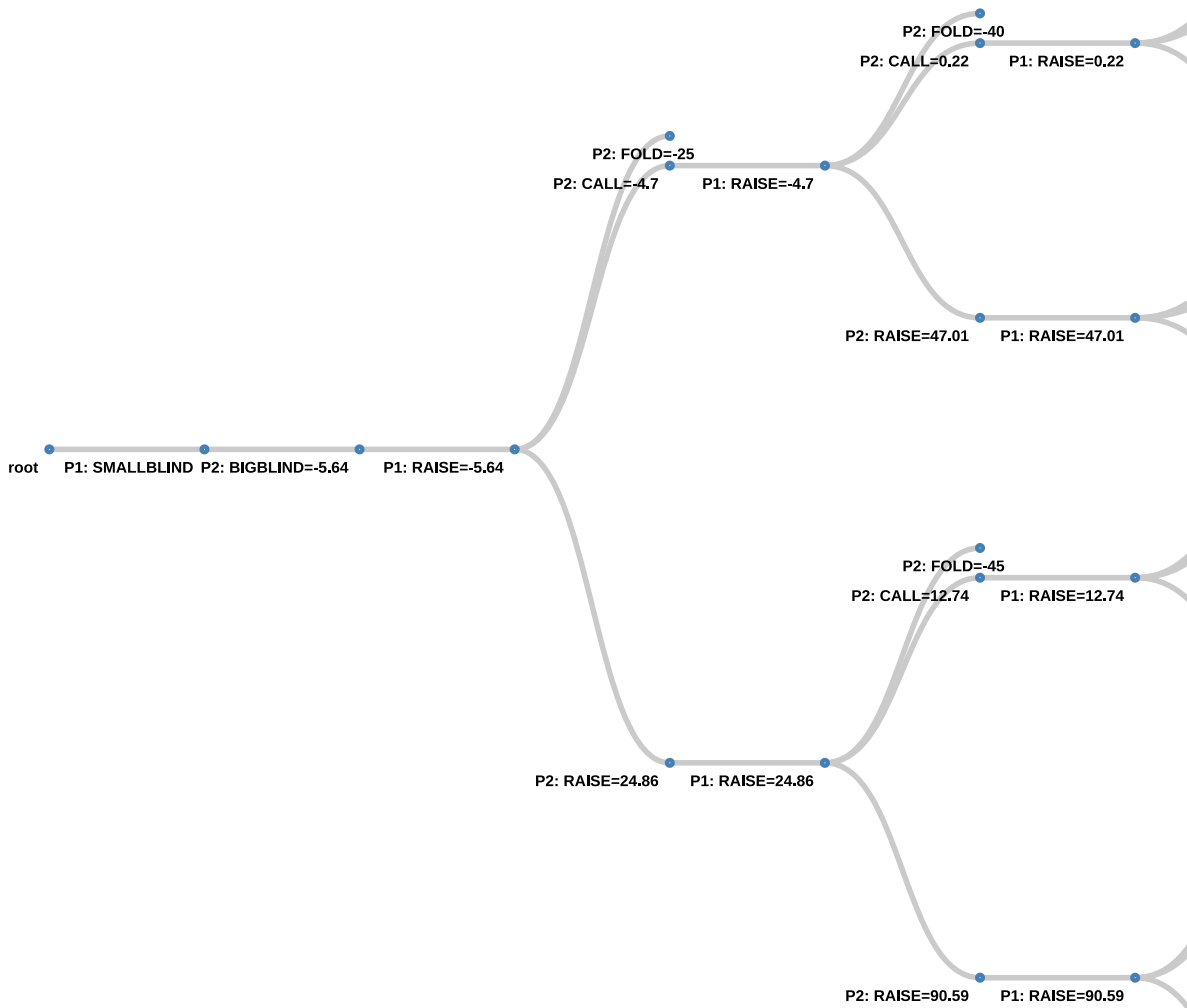 P2: FOLD=-40
P2: CALL=0.22 P1: RAISE=0.22
P2: FOLD=-25
P2: CALL=-4.7 P1: RAISE=-4.7
P2: RAISE=47.01 P1: RAISE=47.01
root P1: SMALLBLIND P2: BIGBLIND=-5.64 P1: RAISE=-5.64
P2: FOLD=-45
P2: CALL=12.74 P1: RAISE=12.74
P2: RAISE=24.86 P1: RAISE=24.86
P2: RAISE=90.59 P1: RAISE=90.59